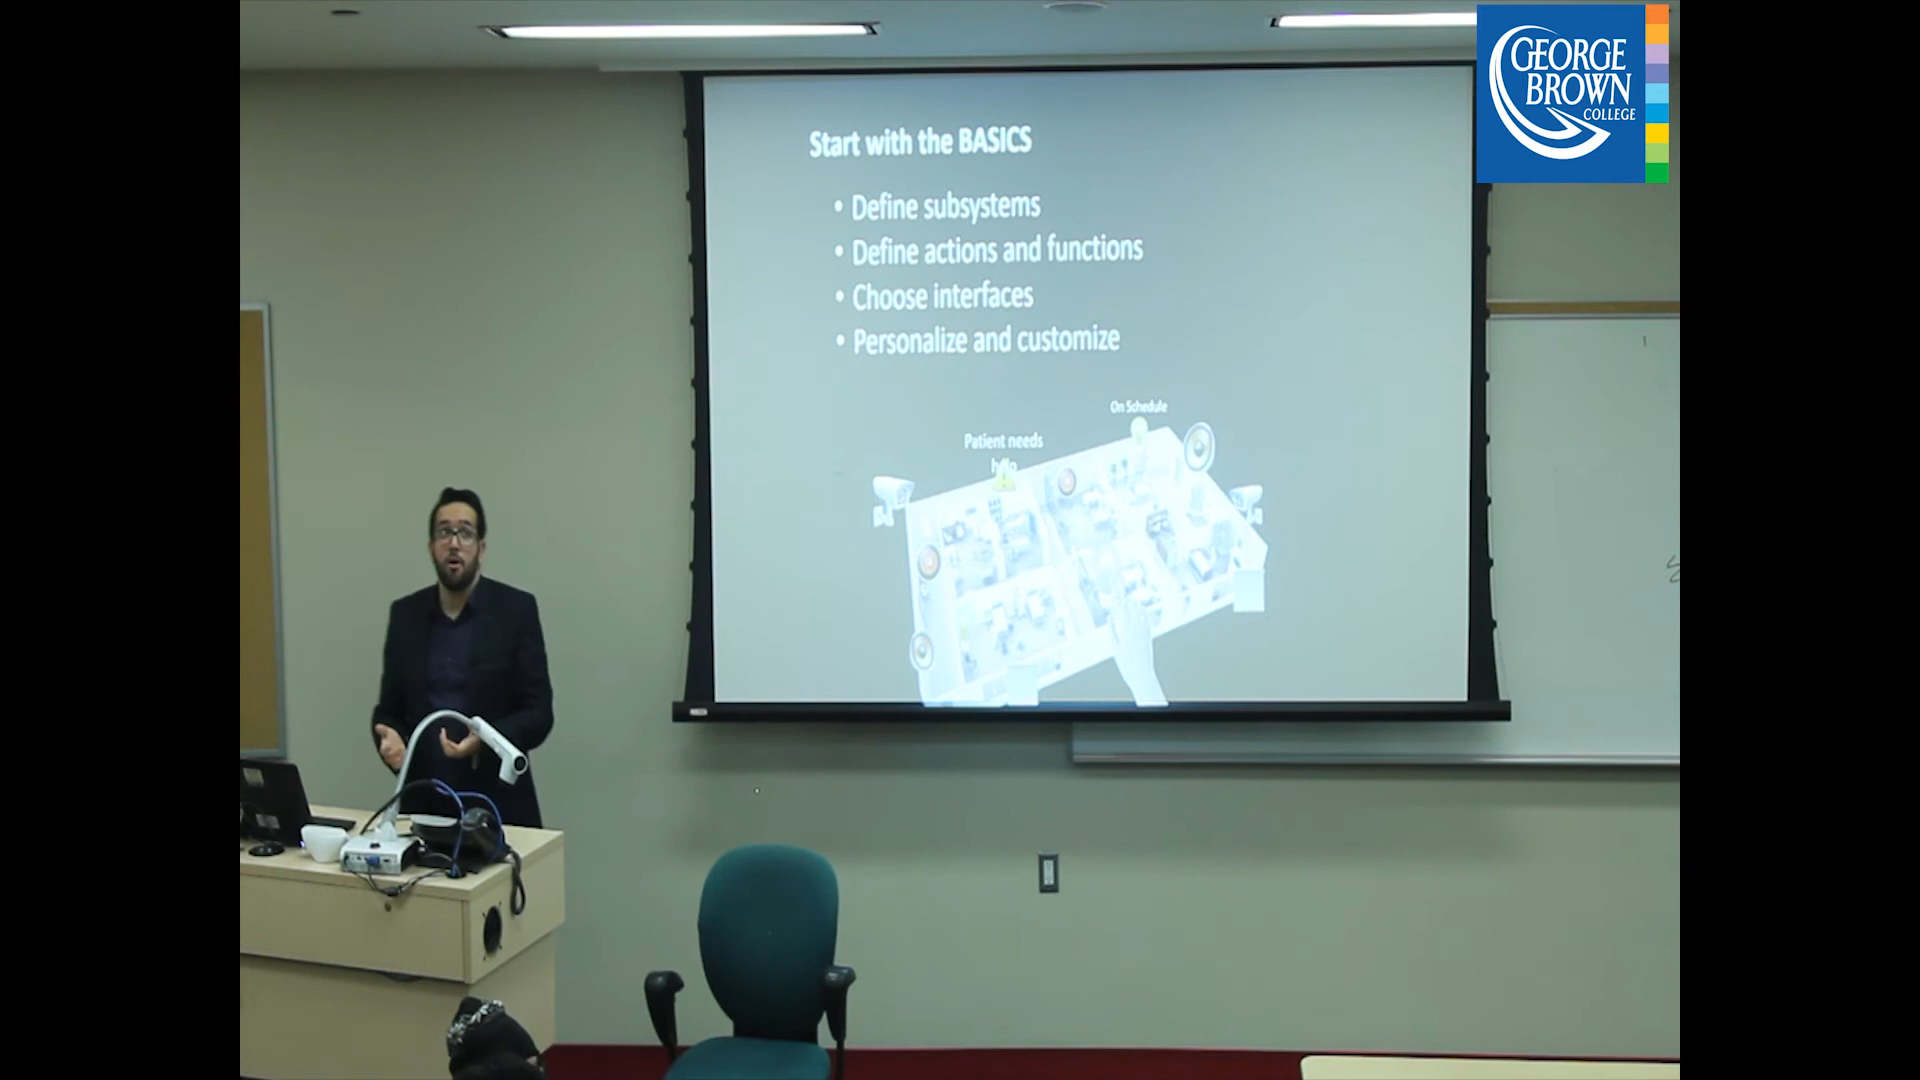 GEORGE
BROWN
COLLEGE
Start with the BASICS
• Define subsystems
• Define actions and functions
• Choose interfaces
• Personalize and customize
On Schedule
Patient needs
help